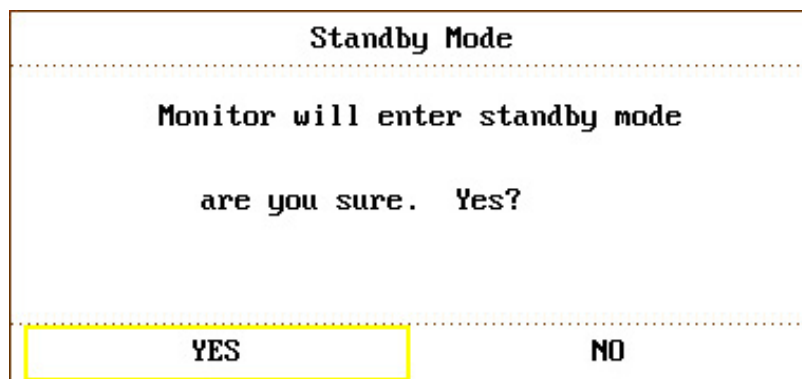 Standby Mode
Monitor will enter standby mode
are you sure. Yes?
YES NO